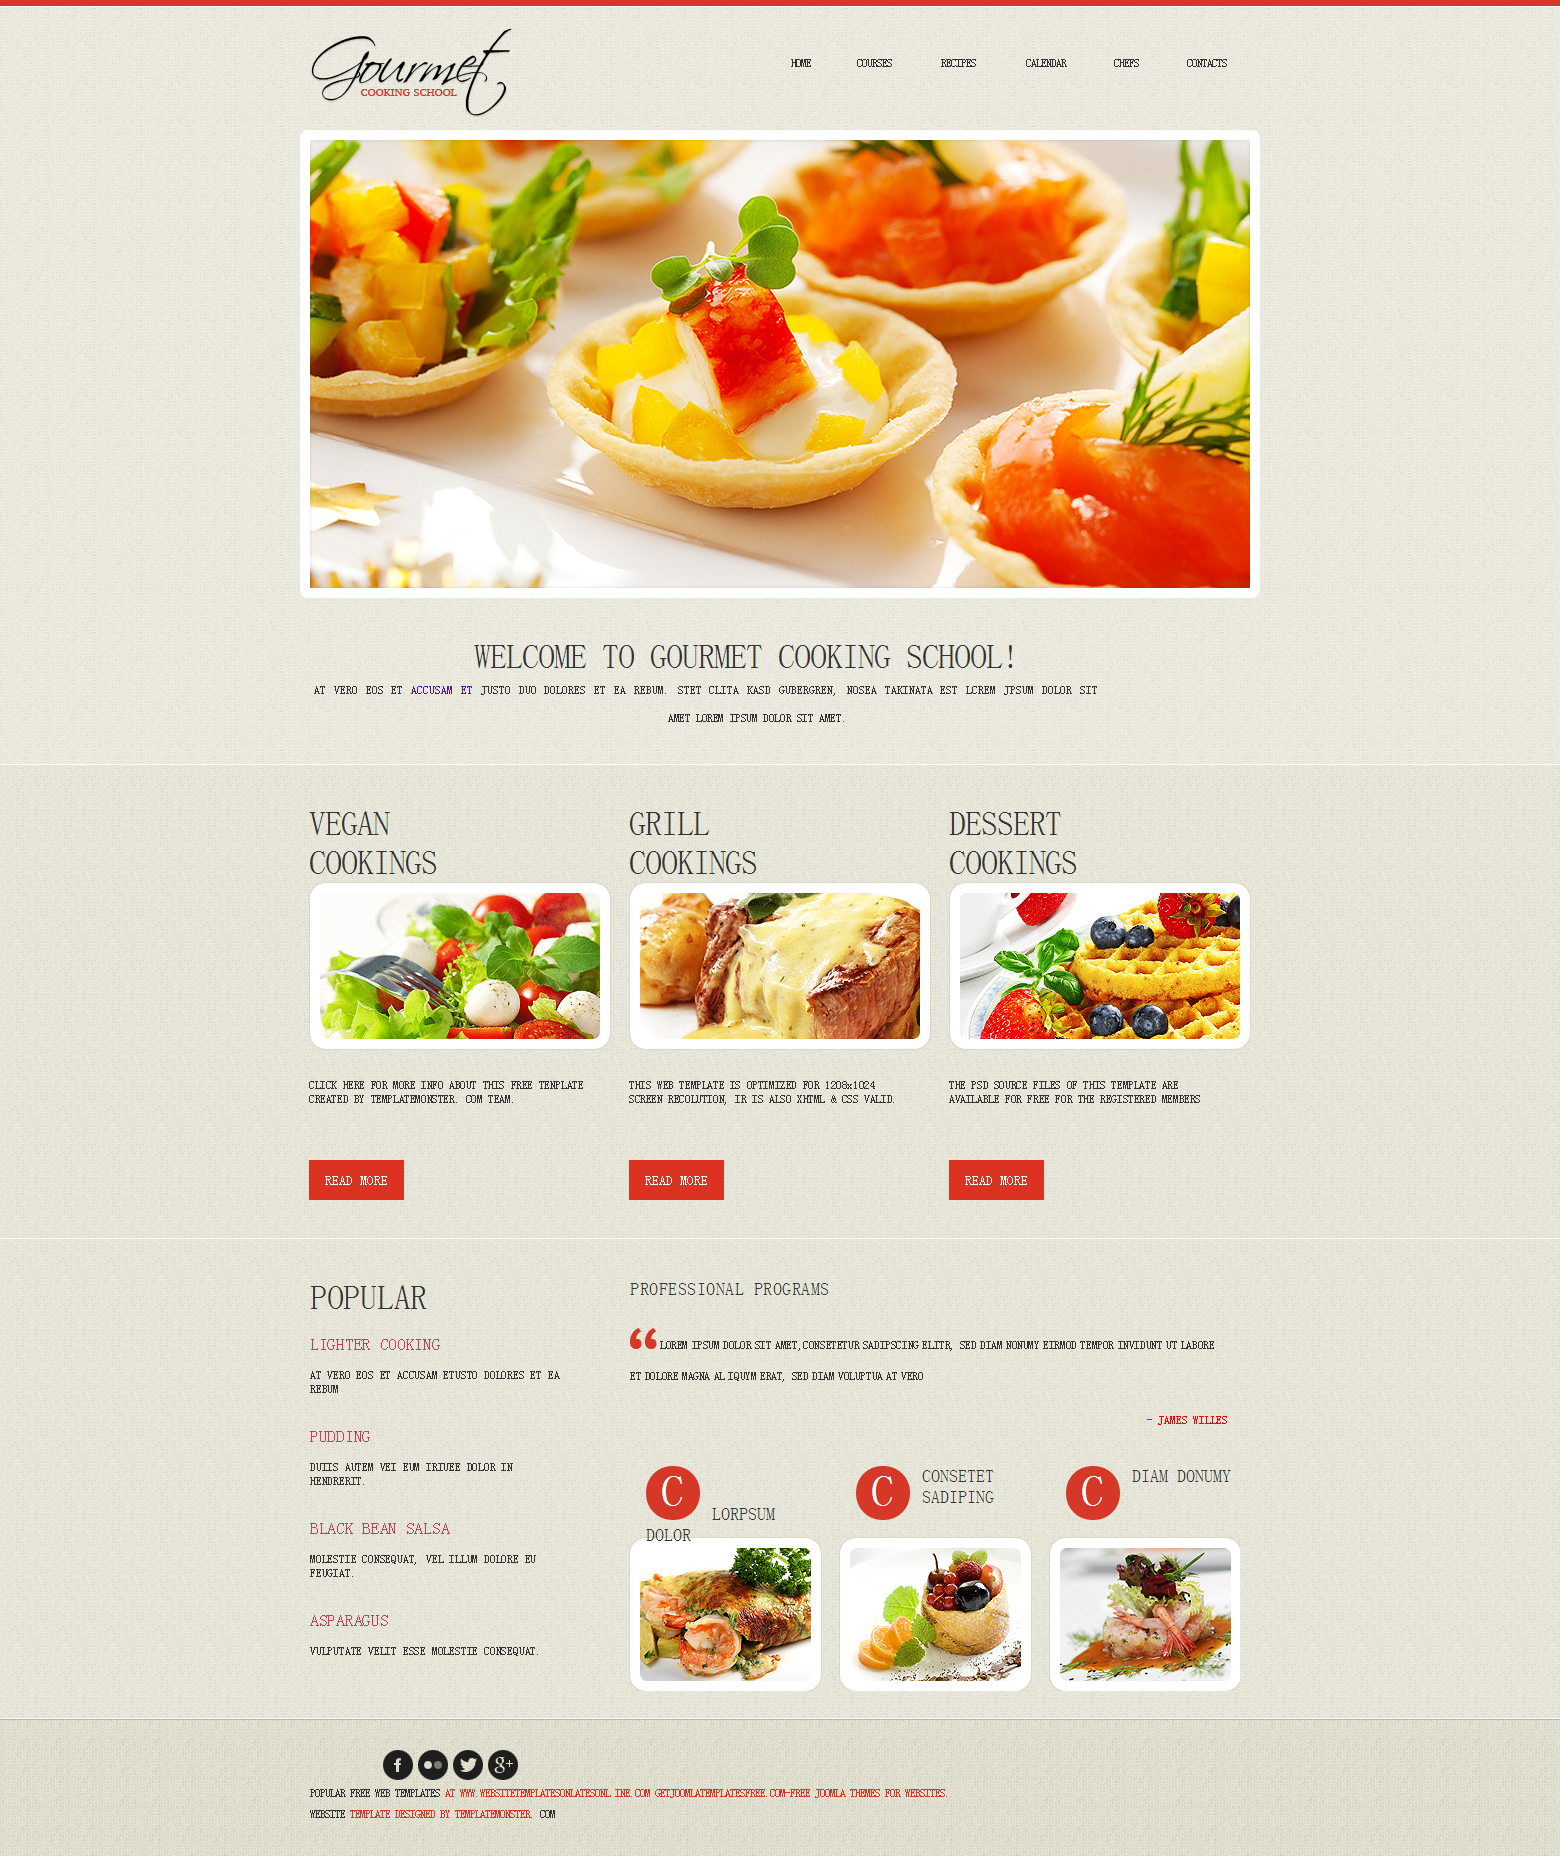 Gourmet
COOKING SCHOOL
HOME COURSES RECIPES CALENDAR CHEFS CONTACTS
WELCOME TO GOURMET COOKING SCHOOL!
AT VERO EOS ET ACCUSAM ET JUSTO DUO DOLORES ET EA REBUM. STET CLITA KASD GUBERGREN, NOSEA TAKINATA EST LCREM JPSUM DOLOR SIT
AMET LOREM IPSUM DOLOR SIT AMET.
VEGAN
COOKINGS
GRILL
COOKINGS
DESSERT
COOKINGS
CLICK HERE FOR MORE INFO ABOUT THIS FREE TENPLATE
CREATED BY TEMPLATEMONSTER. COM TEAM.
THIS WEB TEMPLATE IS OPTIMIZED FOR 1208x1024
SCREEN RECOLUTION, IR IS ALSO XHTML & CSS VALID.
THE PSD SOURCE FILES OF THIS TEMPLATE ARE
AVAILABLE FOR FREE FOR THE REGISTERED MEMBERS
READ MORE
READ MORE
READ MORE
POPULAR
LIGHTER COOKING
AT VERO EOS ET ACCUSAM ETUSTO DOLORES ET EA
REBUM
PUDDING
DUIIS AUTEM VEI EUM IRIUEE DOLOR IN
HENDRERIT.
BLACK BEAN SALSA
MOLESTIE CONSEQUAT, VEL ILLUM DOLORE EU
FEUGIAT.
ASPARAGUS
VULPUTATE VELIT ESSE MOLESTIE CONSEQUAT.
PROFESSIONAL PROGRAMS
“ LOREM IPSUM DOLOR SIT AMET,CONSETETUR SADIPSCING ELITR, SED DIAM NONUMY EIRMOD TEMPOR INVIDUNT UT LABORE
ET DOLORE MAGNA AL IQUYM ERAT, SED DIAM VOLUPTUA AT VERO
- JAMES WILLES
C LORPSUM
DOLOR
C CONSETET
SADIPING
C DIAM DONUMY
f g+
POPULAR FREE WEB TEMPLATES AT WWW.WEBSITETEMPLATESONLATESONL INE.COM GETJOOMLATEMPLATESFREE.COM-FREE JOOMLA THEMES FOR WEBSITES.
WEBSITE TEMPLATE DESIGNED BY TEMPLATEMONSTER. COM